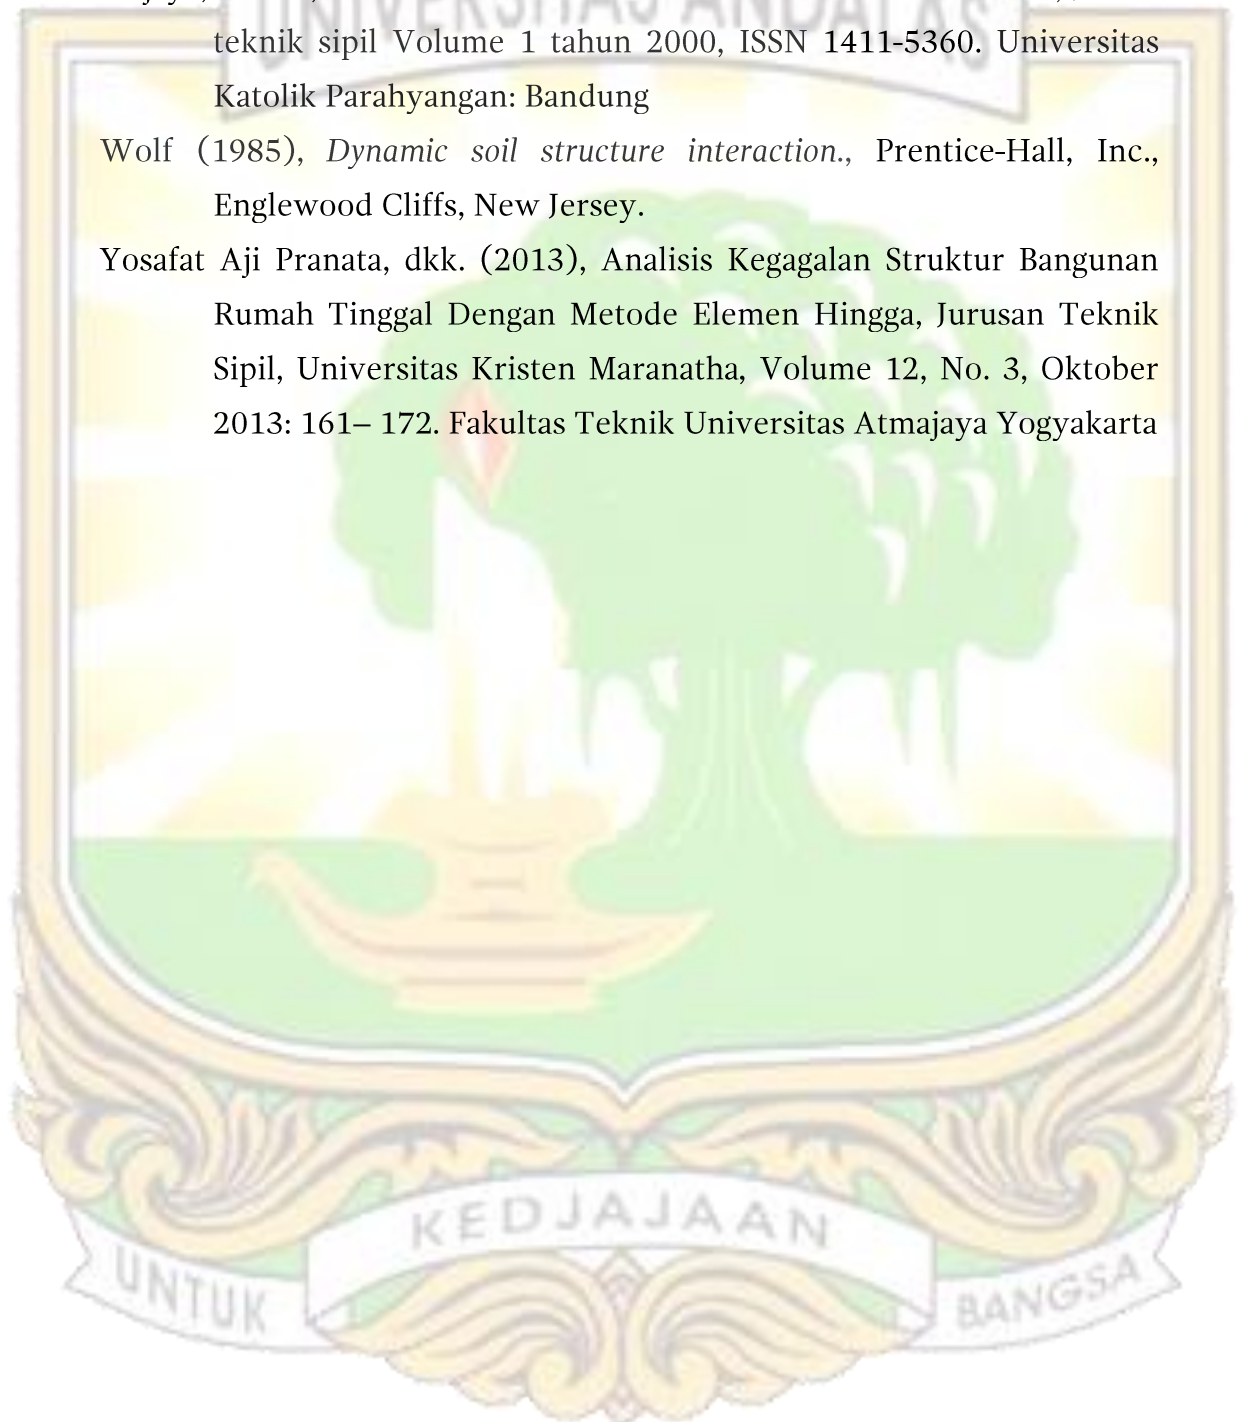 UNIVERSITAS ANDALAS
teknik sipil Volume 1 tahun 2000, ISSN 1411-5360. Universitas
Katolik Parahyangan: Bandung
Wolf (1985), Dynamic soil structure interaction., Prentice-Hall, Inc.,
Englewood Cliffs, New Jersey.
Yosafat Aji Pranata, dkk. (2013), Analisis Kegagalan Struktur Bangunan
Rumah Tinggal Dengan Metode Elemen Hingga, Jurusan Teknik
Sipil, Universitas Kristen Maranatha, Volume 12, No. 3, Oktober
2013: 161– 172. Fakultas Teknik Universitas Atmajaya Yogyakarta
KEDJAJAAN
UNTUK
BANGSA